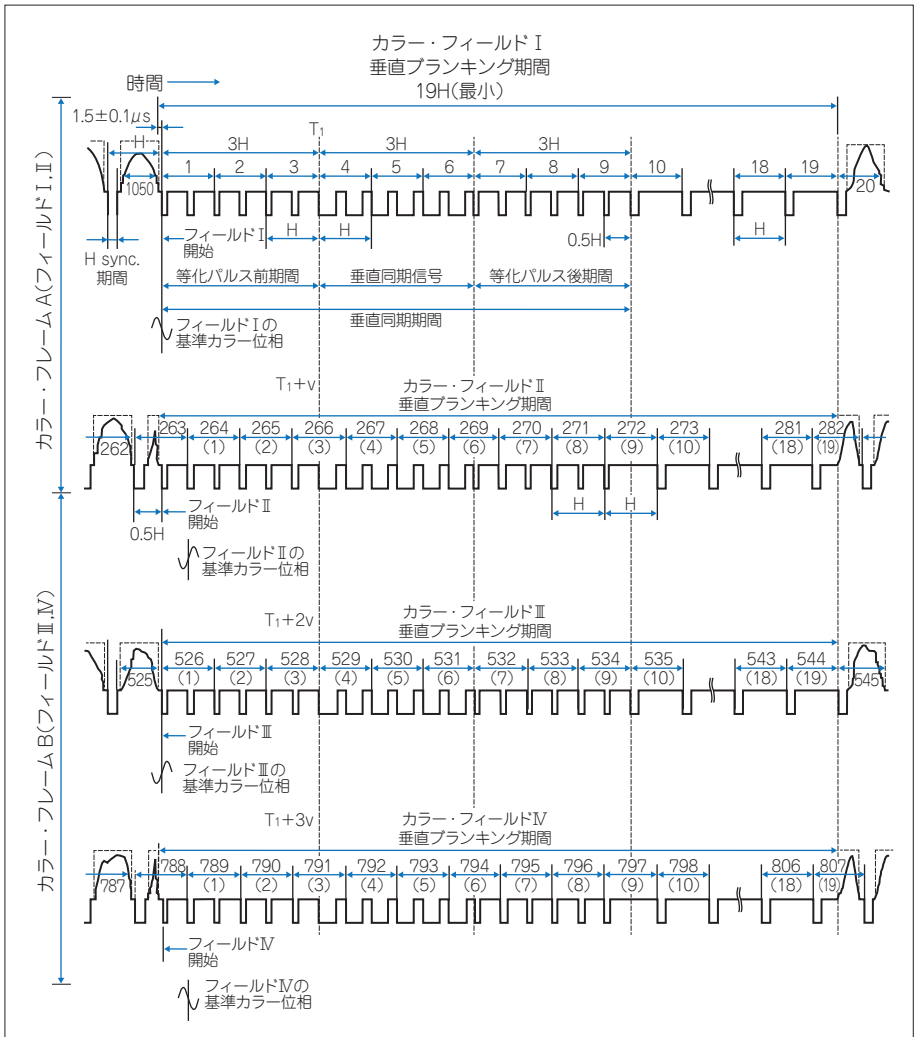 カラー・フィールドⅠ
垂直ブランキング期間
19H(最小)
時間
1.5±0.1μs
T1
H
3H
3H
3H
1
2
3
4
5
6
7
8
9
10
18
19
1050
20
フィールドⅠ
開始
H
H
0.5H
H
H sync.
期間
等化パルス前期間
垂直同期信号
等化パルス後期間
垂直同期期間
フィールドⅠの
基準カラー位相
カラー・フレームA(フィールドⅠ,Ⅱ)
T1+v
カラー・フィールドⅡ
垂直ブランキング期間
262
263
264
265
266
267
268
269
270
271
272
273
281
282
(1)
(2)
(3)
(4)
(5)
(6)
(7)
(8)
(9)
(10)
(18)
(19)
0.5H
フィールドⅡ
開始
H
H
フィールドⅡの
基準カラー位相
カラー・フレームB(フィールドⅢ,Ⅳ)
T1+2v
カラー・フィールドⅢ
垂直ブランキング期間
525
526
527
528
529
530
531
532
533
534
535
543
544
545
(1)
(2)
(3)
(4)
(5)
(6)
(7)
(8)
(9)
(10)
(18)
(19)
フィールドⅢ
開始
フィールドⅢの
基準カラー位相
T1+3v
カラー・フィールドⅣ
垂直ブランキング期間
787
788
789
790
791
792
793
794
795
796
797
798
806
807
(1)
(2)
(3)
(4)
(5)
(6)
(7)
(8)
(9)
(10)
(18)
(19)
フィールドⅣ
開始
フィールドⅣの
基準カラー位相